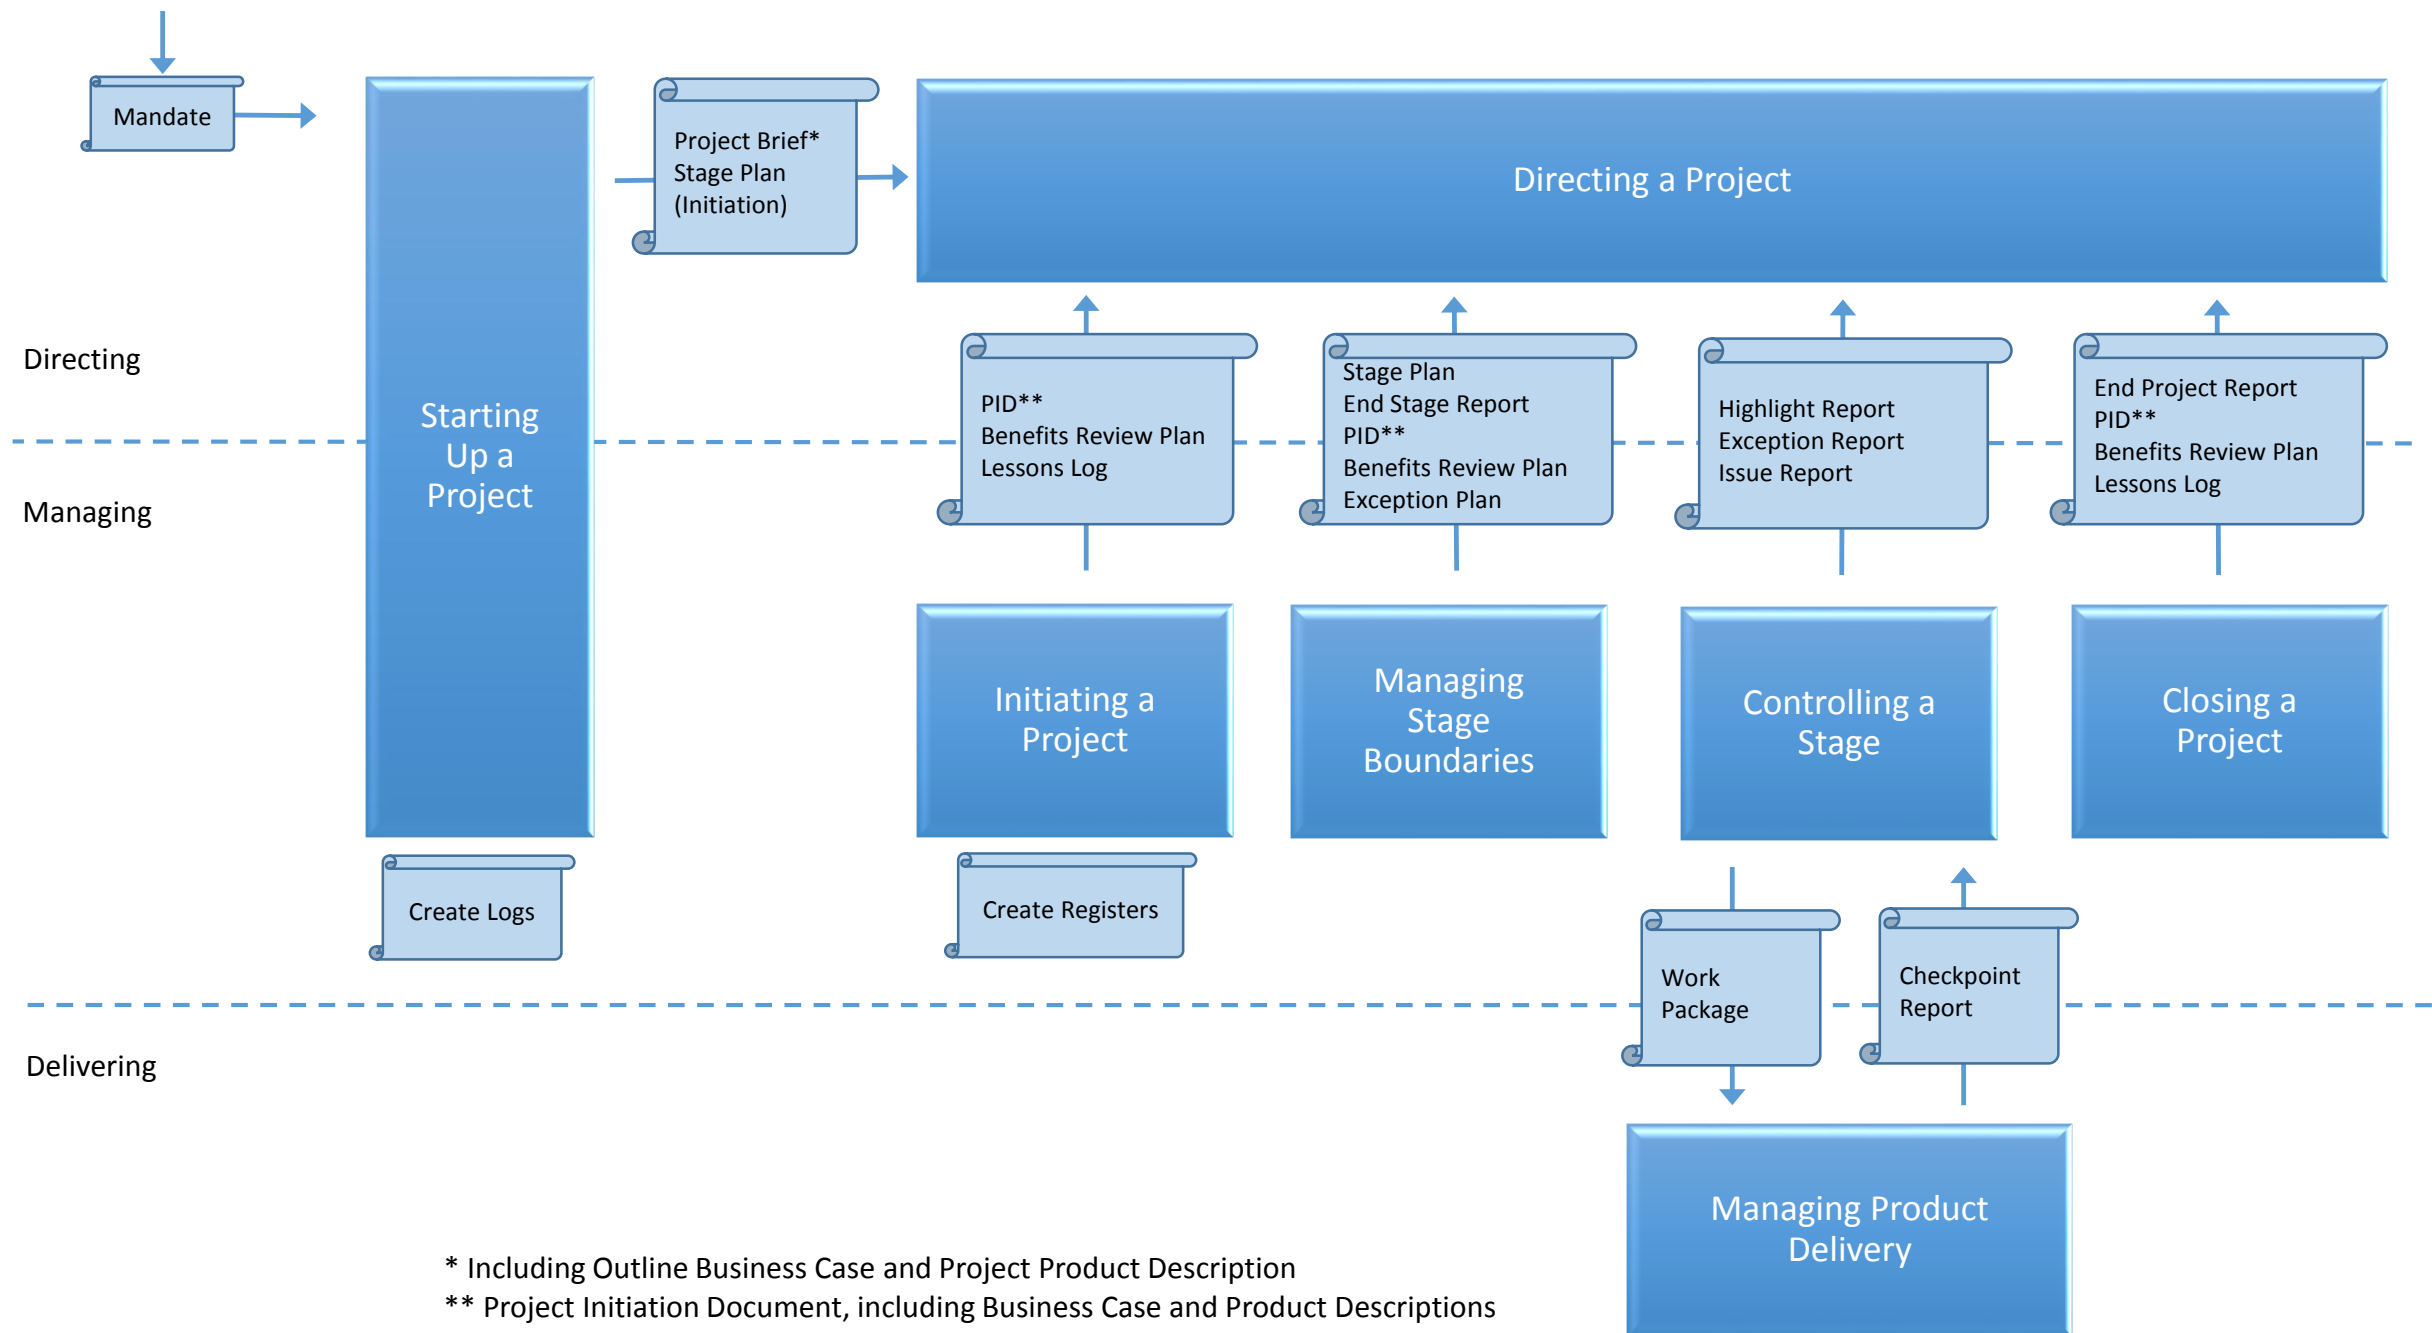 Mandate
Project Brief*
Stage Plan
(Initiation)
Directing a Project
Directing
Managing
Starting
Up a
Project
PID**
Benefits Review Plan
Lessons Log
Stage Plan
End Stage Report
PID**
Benefits Review Plan
Exception Plan
Highlight Report
Exception Report
Issue Report
End Project Report
PID**
Benefits Review Plan
Lessons Log
Initiating a
Project
Managing
Stage
Boundaries
Controlling a
Stage
Closing a
Project
Create Logs
Create Registers
Work
Package
Checkpoint
Report
Delivering
Managing Product
Delivery
* Including Outline Business Case and Project Product Description
** Project Initiation Document, including Business Case and Product Descriptions